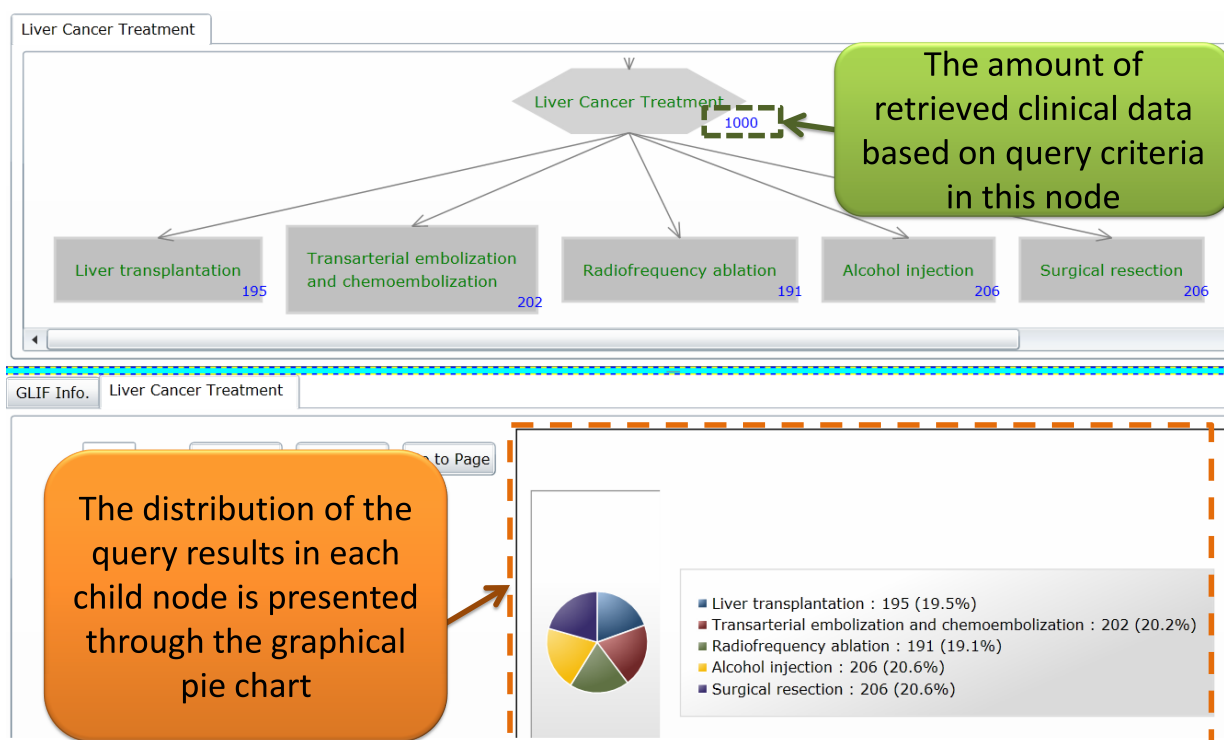 Liver Cancer Treatment
Liver Cancer Treatment
1000
The amount of
retrieved clinical data
based on query criteria
in this node
Liver transplantation
195
Transarterial embolization
and chemoembolization
202
Radiofrequency ablation
191
Alcohol injection
206
Surgical resection
206
GLIF Info.
Liver Cancer Treatment
to Page
The distribution of the
query results in each
child node is presented
through the graphical
pie chart
Liver transplantation : 195 (19.5%)
Transarterial embolization and chemoembolization : 202 (20.2%)
Radiofrequency ablation : 191 (19.1%)
Alcohol injection : 206 (20.6%)
Surgical resection : 206 (20.6%)